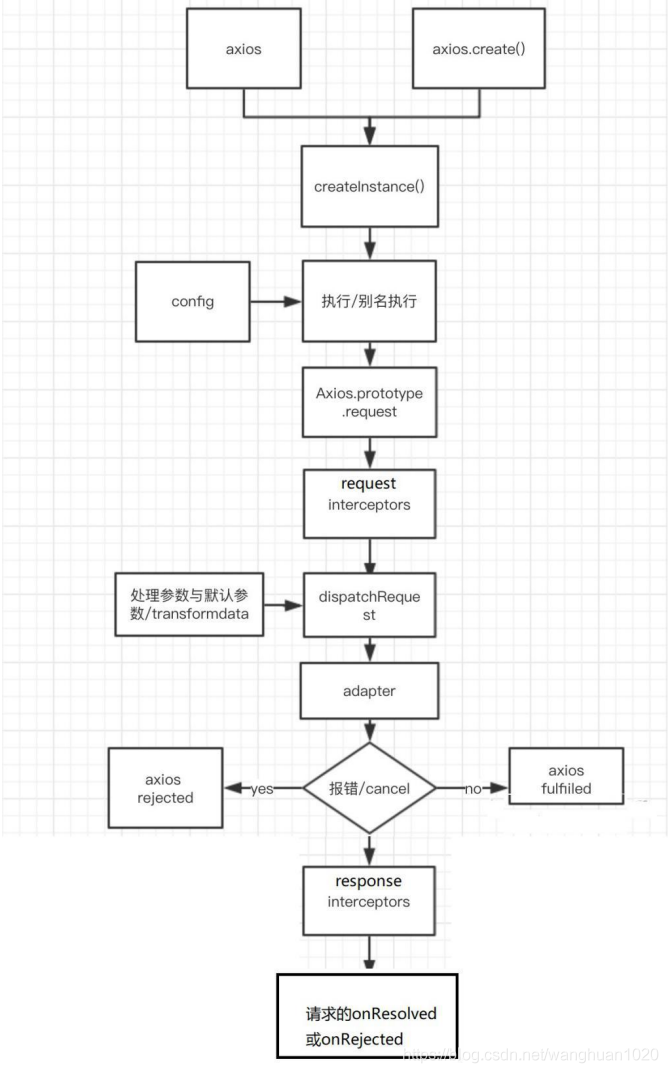 axios
axios.create()
createInstance()
config
执行/别名执行
Axios.prototype
.request
request
interceptors
处理参数与默认参
数/transformdata
dispatchReque
st
adapter
axios
rejected
yes
报错/cancel
no
axios
fulfiiled
response
interceptors
请求的onResolved
或onRejected
https://blog.csdn.net/wanghuan1020